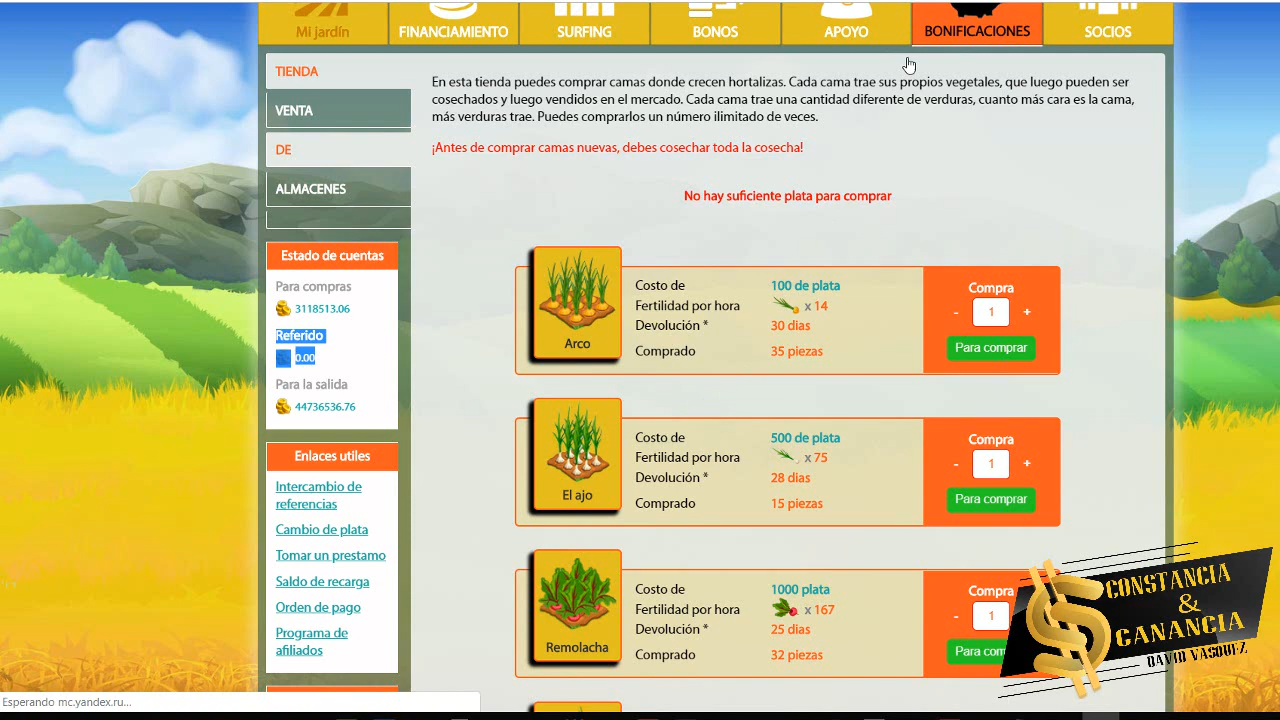 Mi jardín
FINANCIAMIENTO
SURFING
BONOS
APOYO
BONIFICACIONES
SOCIOS
TIENDA
VENTA
DE
ALMACENES
Estado de cuentas
Para compras
3118513.06
Referido
0.00
Para la salida
44736536.76
Enlaces utiles
Intercambio de
referencias
Cambio de plata
Tomar un prestamo
Saldo de recarga
Orden de pago
Programa de
afiliados
En esta tienda puedes comprar camas donde crecen hortalizas. Cada cama trae sus propios vegetales, que luego pueden ser
cosechados y luego vendidos en el mercado. Cada cama trae una cantidad diferente de verduras, cuanto más cara es la cama,
más verduras trae. Puedes comprarlos un número ilimitado de veces.
¡Antes de comprar camas nuevas, debes cosechar toda la cosecha!
No hay suficiente plata para comprar
Arco
Costo de 100 de plata
Fertilidad por hora x 14
Devolución * 30 dias
Comprado 35 piezas
Compra
- 1 +
Para comprar
El ajo
Costo de 500 de plata
Fertilidad por hora x 75
Devolución * 28 dias
Comprado 15 piezas
Compra
- 1 +
Para comprar
Remolacha
Costo de 1000 plata
Fertilidad por hora x 167
Devolución * 25 dias
Comprado 32 piezas
Compra
- 1
Para com
$CONSTANCIA
&
GANANCIA
DAVID VASQUEZ
Esperando mc.yandex.ru...